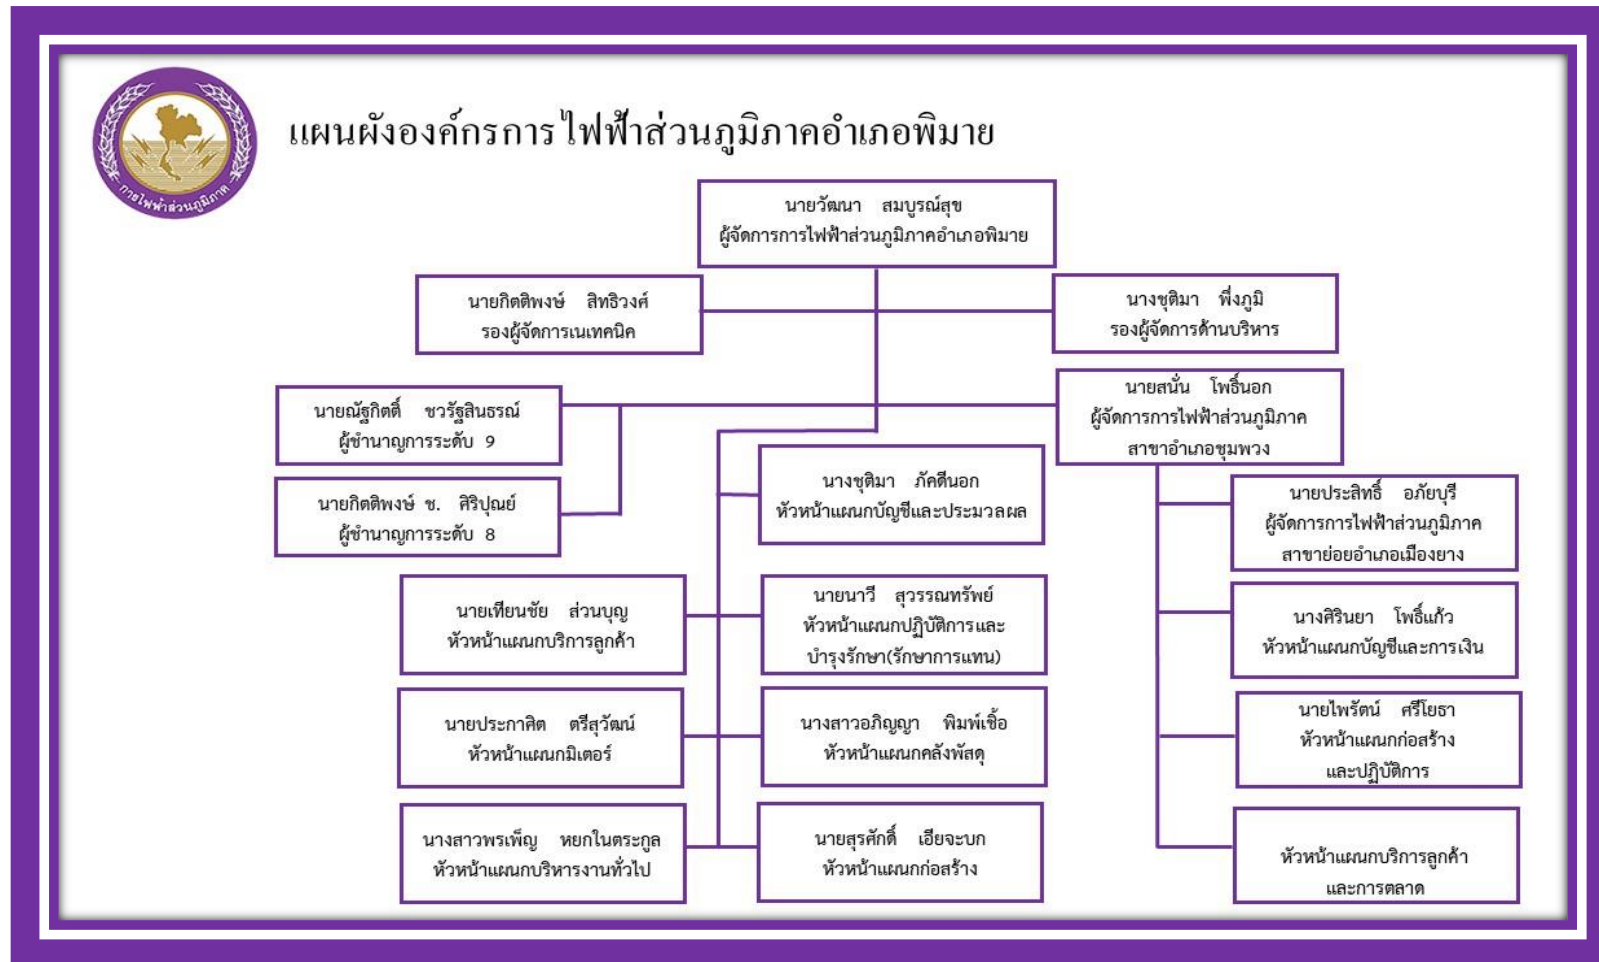 แผนผังองค์กรการไฟฟ้าส่วนภูมิภาคอำเภอพิมาย
การไฟฟ้าส่วนภูมิภาค
นายวัฒนา สมบูรณ์สุข
ผู้จัดการการไฟฟ้าส่วนภูมิภาคอำเภอพิมาย
นายกิตติพงษ์ สิทธิวงศ์
รองผู้จัดการเนเทคนิค
นางชุติมา พึ่งภูมิ
รองผู้จัดการด้านบริหาร
นายณัฐกิตติ์ ชวรัฐสินธรณ์
ผู้ชำนาญการระดับ 9
นายสนั่น โพธิ์นอก
ผู้จัดการการไฟฟ้าส่วนภูมิภาค
สาขาอำเภอชุมพวง
นายกิตติพงษ์ ช. ศิริปุณย์
ผู้ชำนาญการระดับ 8
นางชุติมา ภักดีนอก
หัวหน้าแผนกบัญชีและประมวลผล
นายประสิทธิ์ อภัยบุรี
ผู้จัดการการไฟฟ้าส่วนภูมิภาค
สาขาย่อยอำเภอเมืองยาง
นายเทียนชัย ส่วนบุญ
หัวหน้าแผนกบริการลูกค้า
นายนาวี สุวรรณทรัพย์
หัวหน้าแผนกปฏิบัติการและ
บำรุงรักษา(รักษาการแทน)
นางศิรินยา โพธิ์แก้ว
หัวหน้าแผนกบัญชีและการเงิน
นายประกาศิต ตรีสุวัฒน์
หัวหน้าแผนกมิเตอร์
นางสาวอภิญญา พิมพ์เชื้อ
หัวหน้าแผนกคลังพัสดุ
นายไพรัตน์ ศรีโยธา
หัวหน้าแผนกก่อสร้าง
และปฏิบัติการ
นางสาวพรเพ็ญ หยกในตระกูล
หัวหน้าแผนกบริหารงานทั่วไป
นายสุรศักดิ์ เอียจะบก
หัวหน้าแผนกก่อสร้าง
หัวหน้าแผนกบริการลูกค้า
และการตลาด